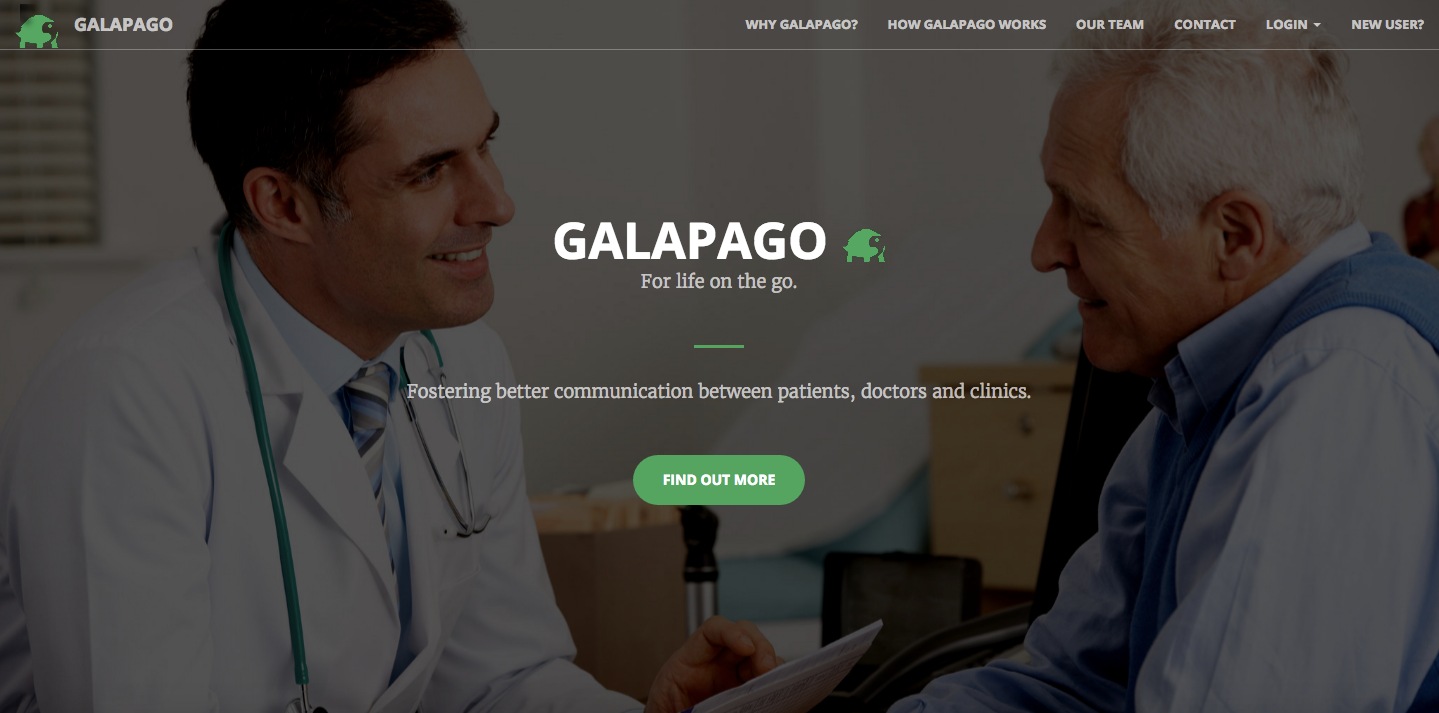 GALAPAGO
WHY GALAPAGO? HOW GALAPAGO WORKS OUR TEAM CONTACT LOGIN NEW USER?
GALAPAGO
For life on the go.
Fostering better communication between patients, doctors and clinics.
FIND OUT MORE